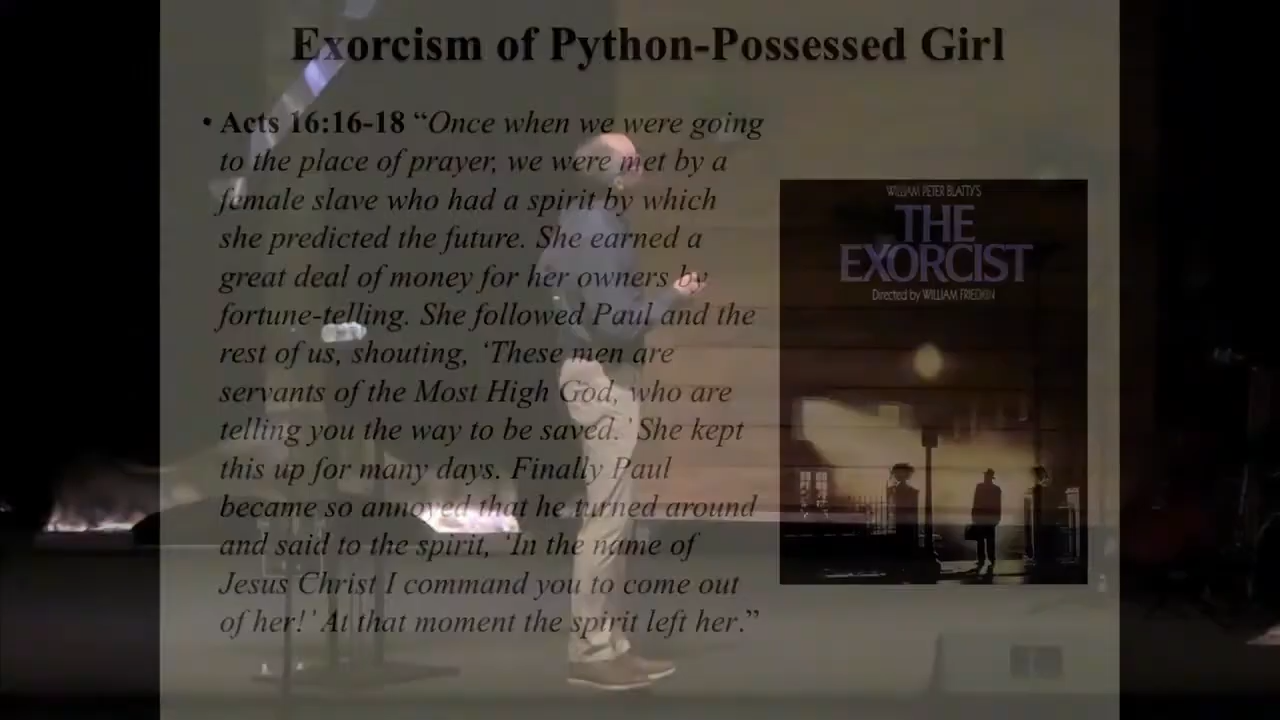 Exorcism of Python-Possessed Girl
• Acts 16:16-18 “Once when we were going
to the place of prayer, we were met by a
female slave who had a spirit by which
she predicted the future. She earned a
great deal of money for her owners by
fortune-telling. She followed Paul and the
rest of us, shouting, ‘These men are
servants of the Most High God, who are
telling you the way to be saved.’ She kept
this up for many days. Finally Paul
became so annoyed that he turned around
and said to the spirit, ‘In the name of
Jesus Christ I command you to come out
of her!’ At that moment the spirit left her.”
WILLIAM PETER BLATTY'S
THE
EXORCIST
Directed by WILLIAM FRIEDKIN